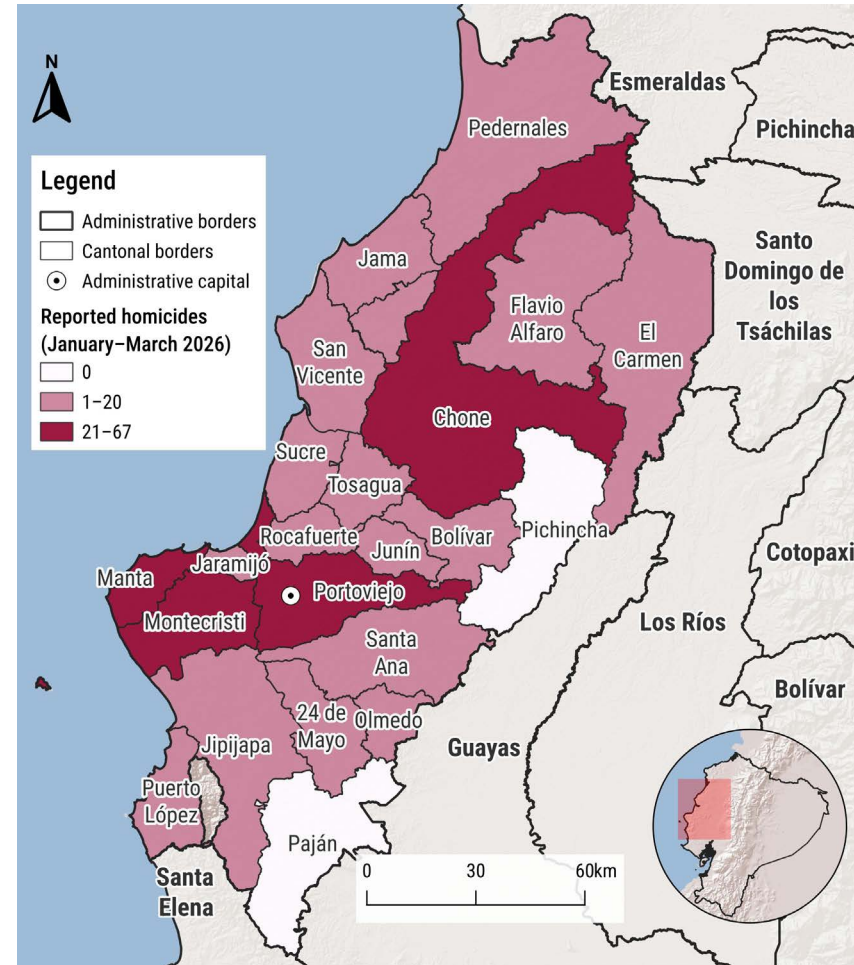 N
Legend
Administrative borders
Cantonal borders
Administrative capital
Reported homicides
(January–March 2026)
0
1–20
21–67
Esmeraldas
Pichincha
Pedernales
Santo
Domingo de
los
Tsáchilas
Jama
Flavio
Alfaro
El
Carmen
San
Vicente
Chone
Sucre
Tosagua
Rocafuerte
Junín
Bolívar
Pichincha
Cotopaxi
Manta
Jaramijó
Portoviejo
Montecristi
Los Ríos
Santa
Ana
Bolívar
24 de
Mayo
Olmedo
Jipijapa
Guayas
Puerto
López
Paján
Santa
Elena
0
30
60km